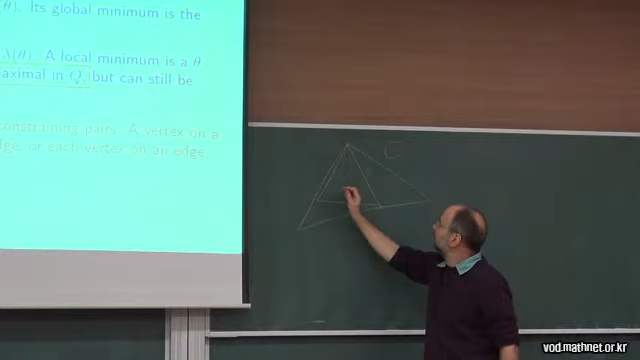 (θ). Its global minimum is the
λ(θ). A local minimum is a θ
aximal in Q, but can still be
constraining pairs: A vertex on a
dge, or each vertex on an edge
C
vod.mathnet.or.kr